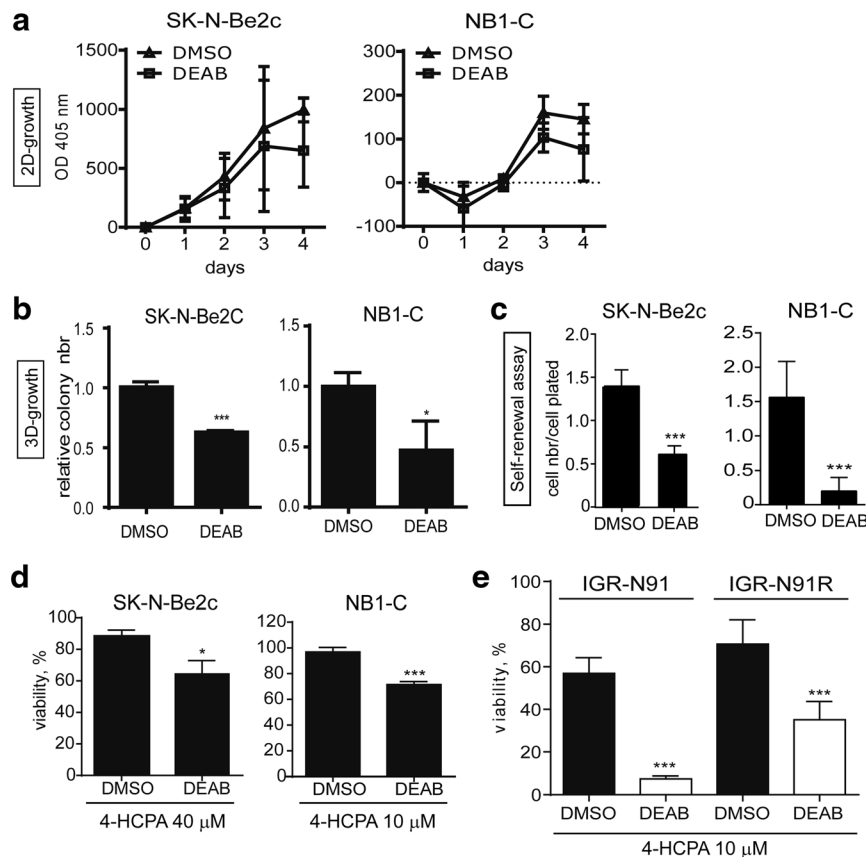 a
SK-N-Be2c
NB1-C
2D-growth
OD 405 nm
1500
1000
500
0
DMSO
DEAB
0 1 2 3 4
days
300
200
100
0
-100
DMSO
DEAB
0 1 2 3 4
days
b
SK-N-Be2C
NB1-C
3D-growth
relative colony nbr
1.5
1.0
0.5
0.0
***
DMSO DEAB
1.5
1.0
0.5
0.0
*
DMSO DEAB
c
SK-N-Be2c
NB1-C
Self-renewal assay
cell nbr/cell plated
2.0
1.5
1.0
0.5
0
***
DMSO DEAB
2.5
2.0
1.5
1.0
0.5
0.0
***
DMSO DEAB
d
SK-N-Be2c
NB1-C
viability, %
100
80
60
40
20
0
*
DMSO DEAB
4-HCPA 40 μM
120
100
80
60
40
20
0
***
DMSO DEAB
4-HCPA 10 μM
e
IGR-N91 IGR-N91R
viability, %
100
80
60
40
20
0
***
***
DMSO DEAB DMSO DEAB
4-HCPA 10 μM